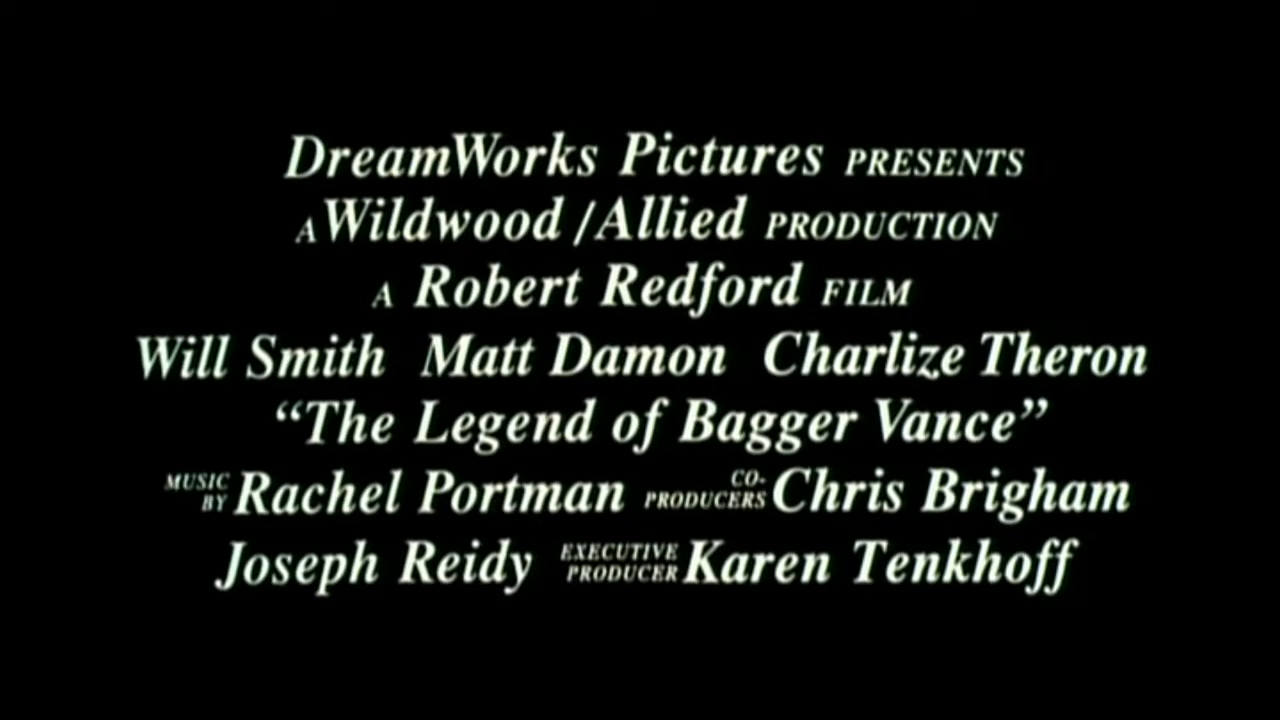 DreamWorks Pictures PRESENTS
A Wildwood /Allied PRODUCTION
A Robert Redford FILM
Will Smith Matt Damon Charlize Theron
“The Legend of Bagger Vance”
MUSIC BY Rachel Portman CO-PRODUCERS Chris Brigham
Joseph Reidy EXECUTIVE PRODUCER Karen Tenkhoff